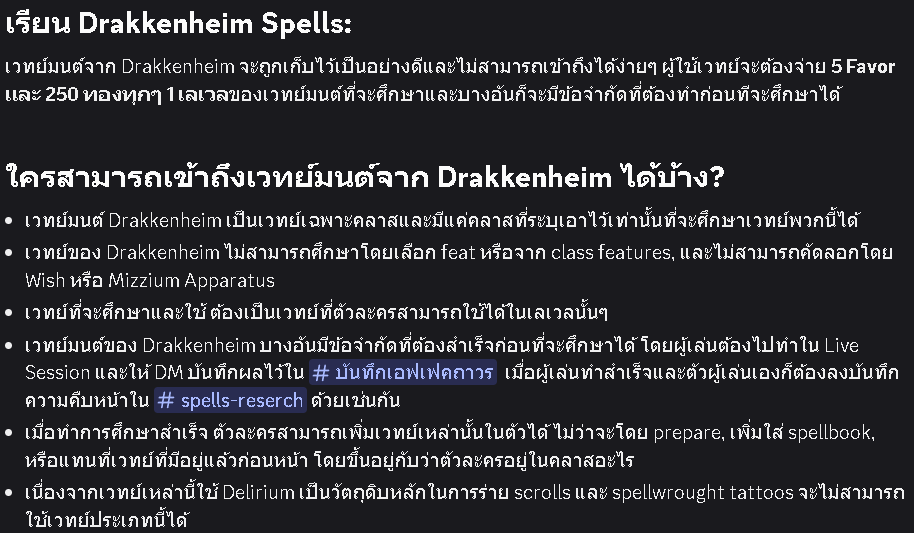 เรียน Drakkenheim Spells:
เวทย์มนต์จาก Drakkenheim จะถูกเก็บไว้เป็นอย่างดีและไม่สามารถเข้าถึงได้ง่ายๆ ผู้ใช้เวทย์จะต้องจ่าย 5 Favor
และ 250 ทองทุกๆ 1 เลเวลของเวทย์มนต์ที่จะศึกษาและบางอันก็จะมีข้อจำกัดที่ต้องทำก่อนทีจะศึกษาได้
ใครสามารถเข้าถึงเวทย์มนต์จาก Drakkenheim ได้บ้าง?
• เวทย์มนต์ Drakkenheim เป็นเวทย์เฉพาะคลาสและมีแค่คลาสที่ระบุเอาไว้เท่านั้นที่จะศึกษาเวทย์พวกนี้ได้
• เวทย์ของ Drakkenheim ไม่สามารถศึกษาโดยเลือก feat หรือจาก class features, และไม่สามารถคัดลอกโดย
Wish หรือ Mizzium Apparatus
• เวทย์ที่จะศึกษาและใช้ ต้องเป็นเวทย์ที่ตัวละครสามารถใช้ได้ในเลเวลนั้นๆ
• เวทย์มนต์ของ Drakkenheim บางอันมีข้อจำกัดที่ต้องสำเร็จก่อนที่จะศึกษาได้ โดยผู้เล่นต้องไปทำใน Live
Session และให้ DM บันทึกผลไว้ใน # บันทึกเอฟเฟคถาวร เมื่อผู้เล่นทำสำเร็จและตัวผู้เล่นเองก็ต้องลงบันทึก
ความคืบหน้าใน # spells-reserch ด้วยเช่นกัน
• เมื่อทำการศึกษาสำเร็จ ตัวละครสามารถเพิ่มเวทย์เหล่านั้นในตัวได้ ไม่ว่าจะโดย prepare, เพิ่มใส่ spellbook,
หรือแทนที่เวทย์ที่มีอยู่แล้วก่อนหน้า โดยขึ้นอยู่กับว่าตัวละครอยู่ในคลาสอะไร
• เนื่องจากเวทย์เหล่านี้ใช้ Delirium เป็นวัตถุดิบหลักในการร่าย scrolls และ spellwrought tattoos จะไม่สามารถ
ใช้เวทย์ประเภทนี้ได้